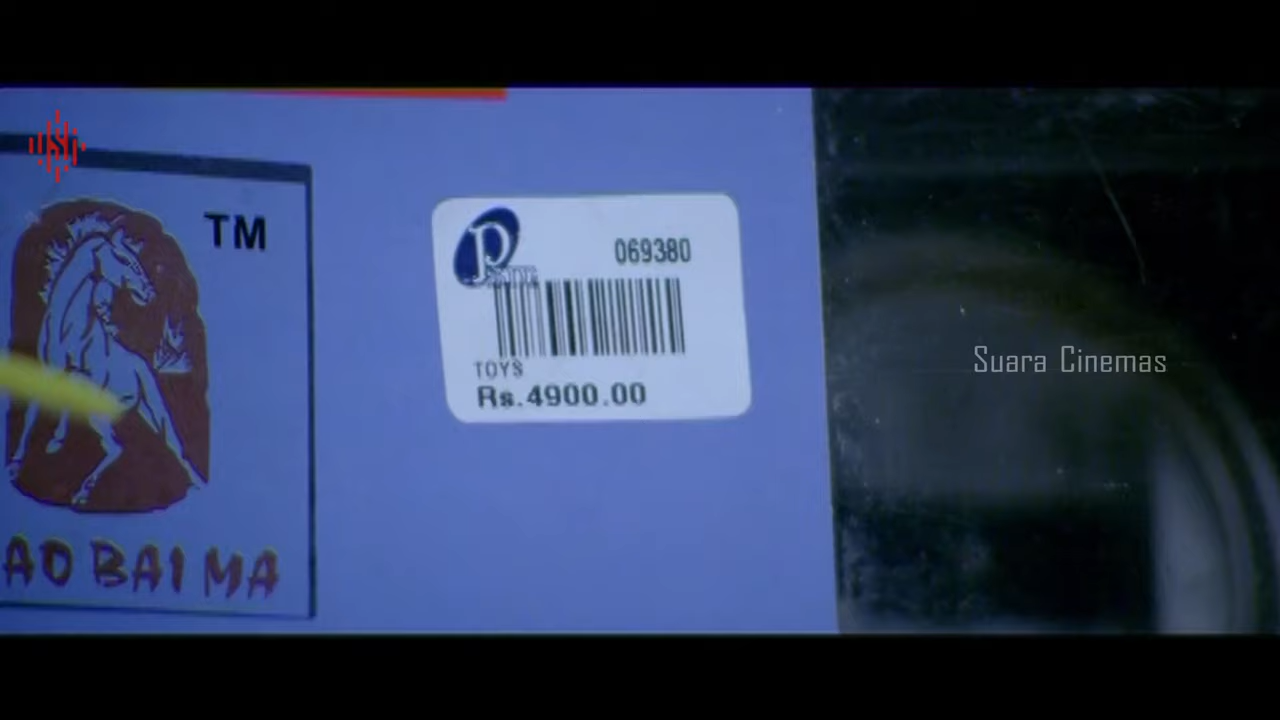 TM
069380
TOYS
Rs.4900.00
Suara Cinemas
AO BAI MA